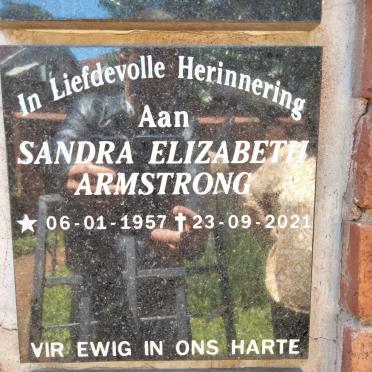 In Liefdevolle Herinnering
Aan
SANDRA ELIZABETH
ARMSTRONG
★ 06-01-1957 ✝ 23-09-2021
VIR EWIG IN ONS HARTE